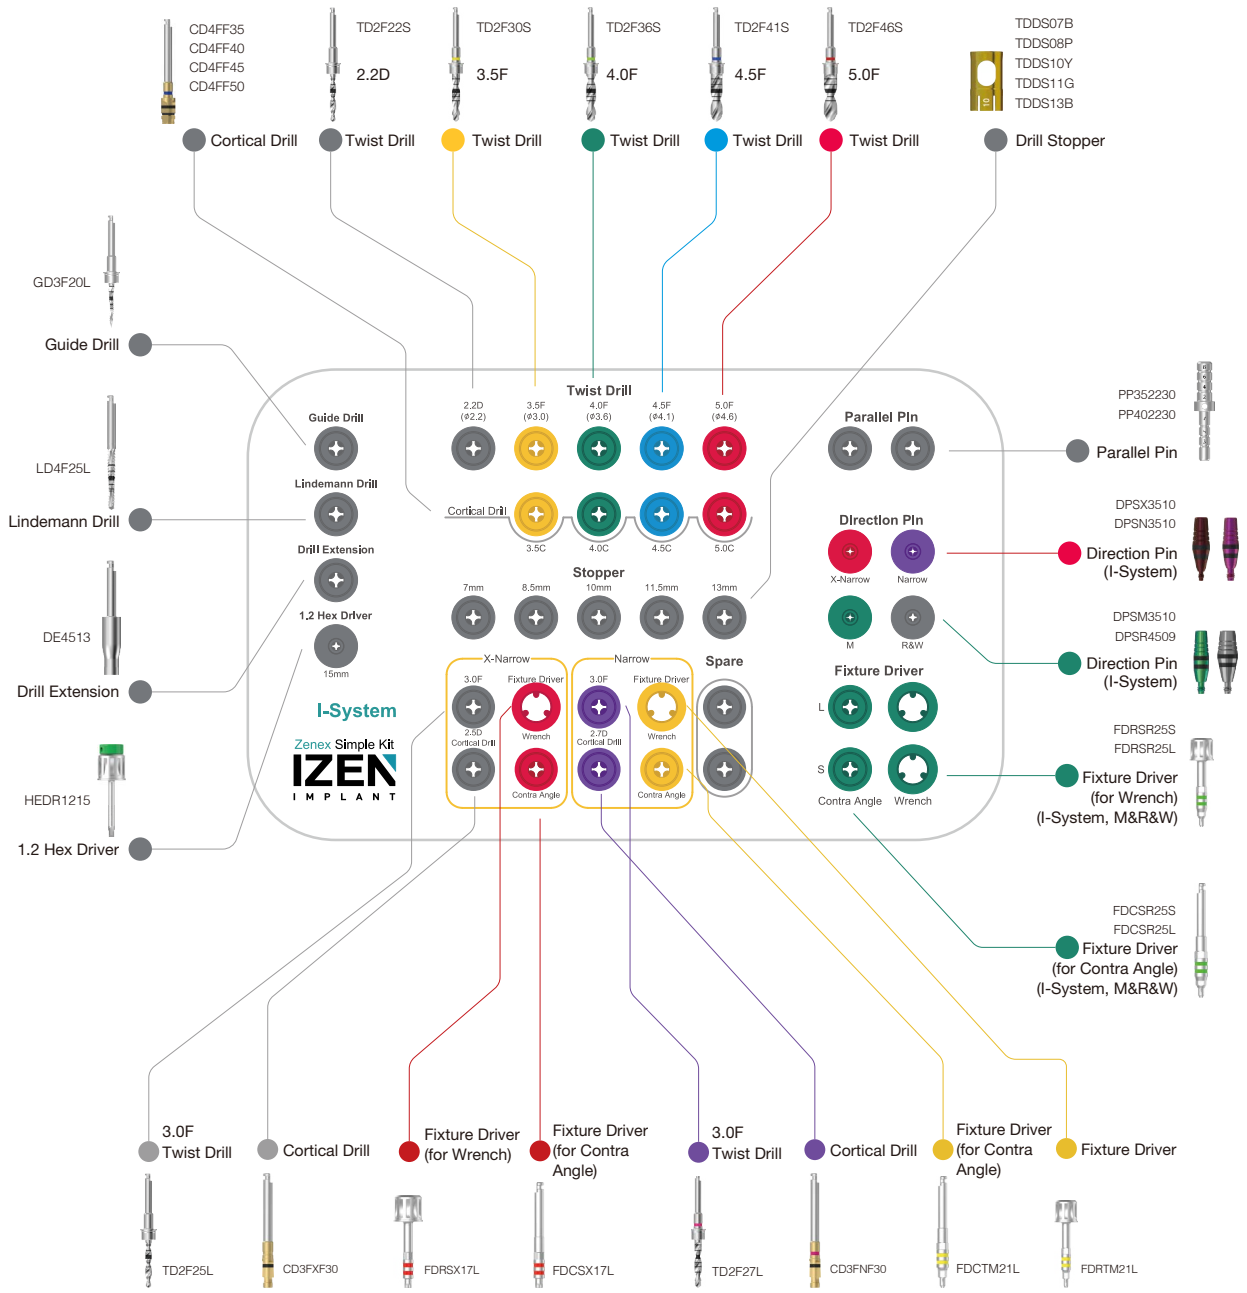 CD4FF35
CD4FF40
CD4FF45
CD4FF50
Cortical Drill
TD2F22S
2.2D
Twist Drill
TD2F30S
3.5F
Twist Drill
TD2F36S
4.0F
Twist Drill
TD2F41S
4.5F
Twist Drill
TD2F46S
5.0F
Twist Drill
TDDS07B
TDDS08P
TDDS10Y
TDDS11G
TDDS13B
10
Drill Stopper
GD3F20L
Guide Drill
LD4F25L
Lindemann Drill
DE4513
Drill Extension
HEDR1215
1.2 Hex Driver
Guide Drill
Lindemann Drill
Drill Extension
1.2 Hex Driver
15mm
I-System
Zenex Simple Kit
IZEN
IMPLANT
Twist Drill
2.2D
(ø2.2)
3.5F
(ø3.0)
4.0F
(ø3.6)
4.5F
(ø4.1)
5.0F
(ø4.6)
Cortical Drill
3.5C
4.0C
4.5C
5.0C
Stopper
7mm
8.5mm
10mm
11.5mm
13mm
X-Narrow
3.0F
Fixture Driver
2.5D
Cortical Drill
Wrench
Contra Angle
Narrow
3.0F
Fixture Driver
2.7D
Cortical Drill
Wrench
Contra Angle
Spare
Parallel Pin
Direction Pin
X-Narrow
Narrow
M
R&W
Fixture Driver
L
S
Contra Angle
Wrench
PP352230
PP402230
Parallel Pin
DPSX3510
DPSN3510
Direction Pin
(I-System)
DPSM3510
DPSR4509
Direction Pin
(I-System)
FDRSR25S
FDRSR25L
Fixture Driver
(for Wrench)
(I-System, M&R&W)
FDCSR25S
FDCSR25L
Fixture Driver
(for Contra Angle)
(I-System, M&R&W)
3.0F
Twist Drill
TD2F25L
Cortical Drill
CD3FXF30
Fixture Driver
(for Wrench)
FDRSX17L
Fixture Driver
(for Contra
Angle)
FDCSX17L
3.0F
Twist Drill
TD2F27L
Cortical Drill
CD3FNF30
Fixture Driver
(for Contra
Angle)
FDCTM21L
Fixture Driver
FDRTM21L